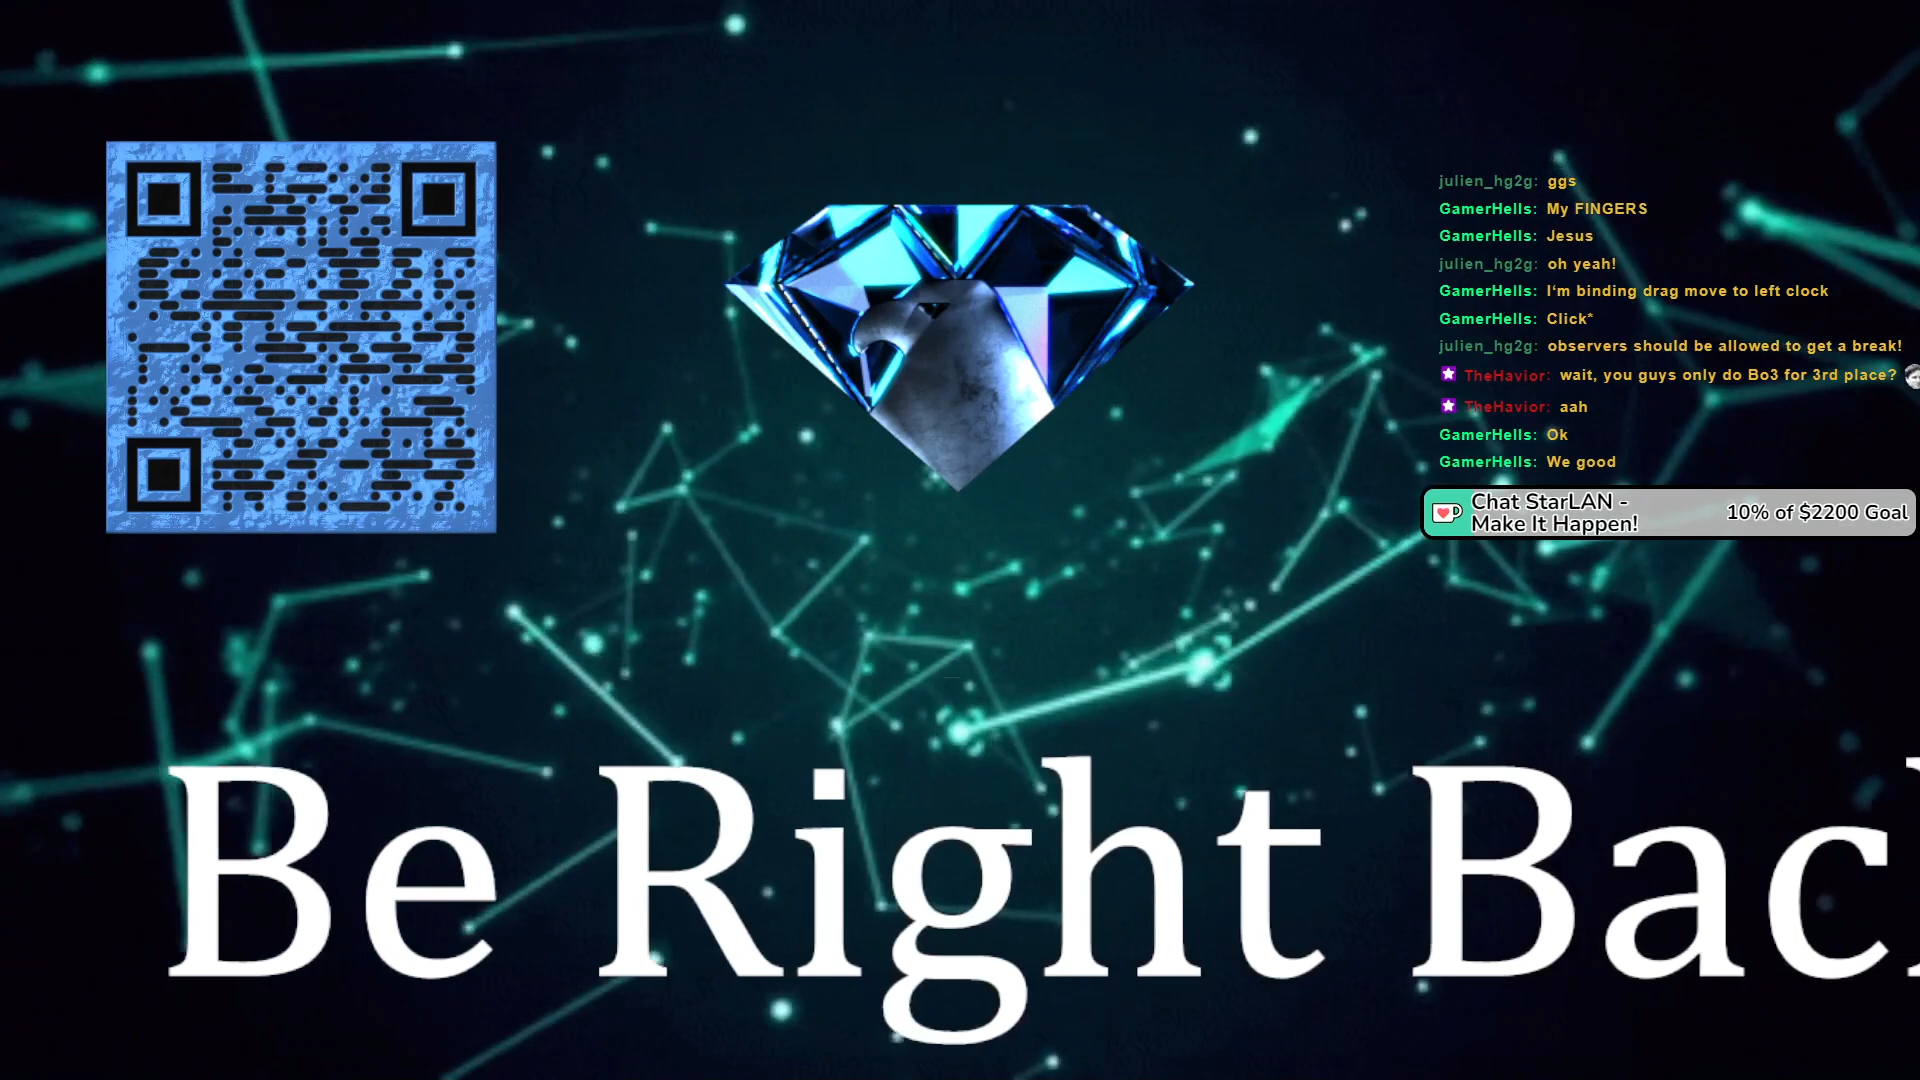 julien_hg2g: ggs
GamerHells: My FINGERS
GamerHells: Jesus
julien_hg2g: oh yeah!
GamerHells: I'm binding drag move to left clock
GamerHells: Click*
julien_hg2g: observers should be allowed to get a break!
TheHavior: wait, you guys only do Bo3 for 3rd place?
TheHavior: aah
GamerHells: Ok
GamerHells: We good
Chat StarLAN -
Make It Happen!
10% of $2200 Goal
Be Right Bac